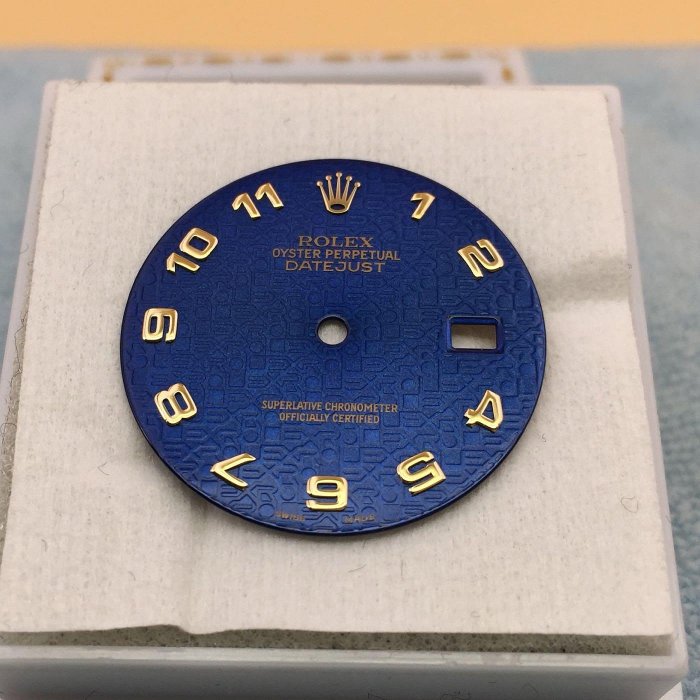 11
1
10
2
ROLEX
OYSTER PERPETUAL
DATEJUST
9
8
4
SUPERLATIVE CHRONOMETER
OFFICIALLY CERTIFIED
7
5
6
SWISS MADE